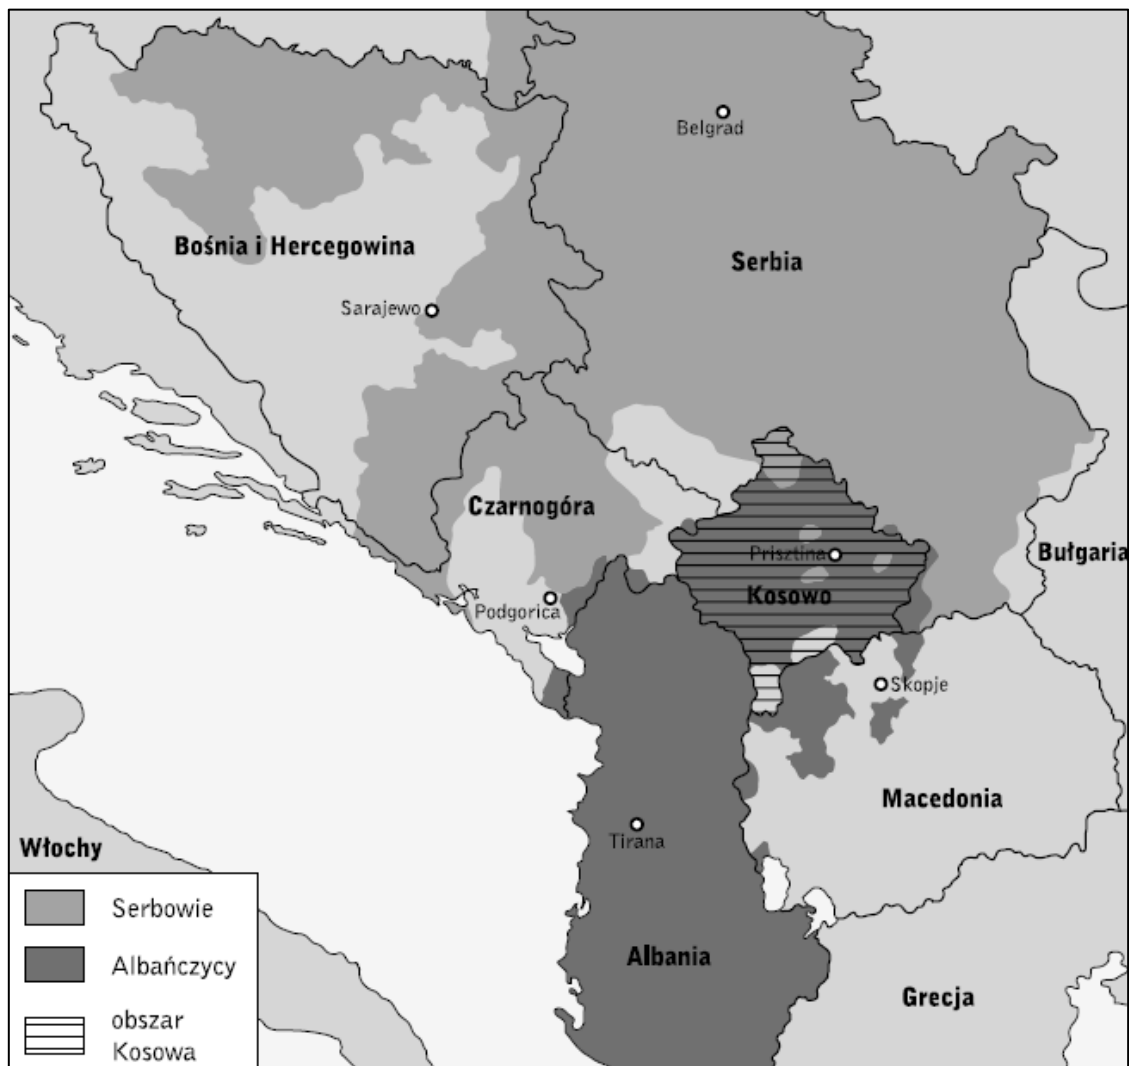 Belgrad
Bośnia i Hercegowina
Serbia
Sarajewo
Czarnogóra
Prisztina
Bułgaria
Kosowo
Podgorica
Skopje
Macedonia
Tirana
Włochy
Albania
Grecja
Serbowie
Albańczycy
obszar
Kosowa